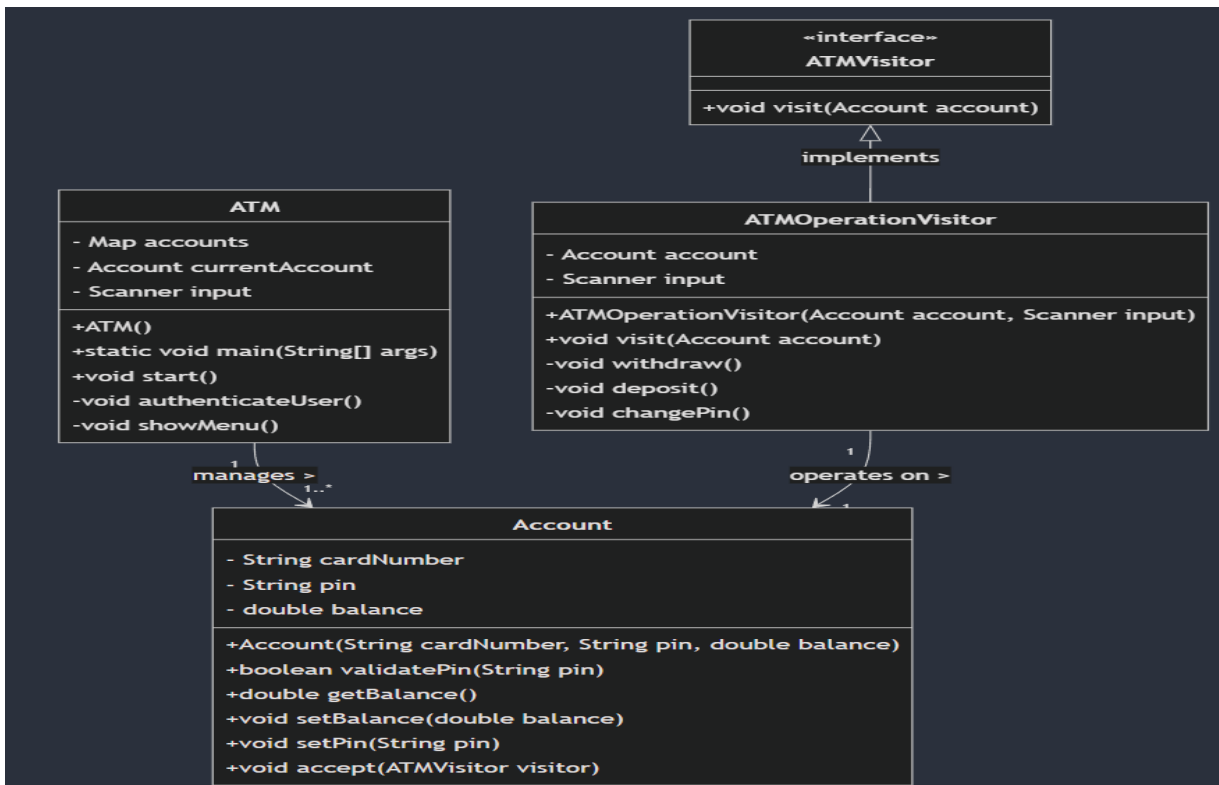 «interface»
ATMVisitor
+void visit(Account account)
implements
ATM
- Map accounts
- Account currentAccount
- Scanner input
+ATM()
+static void main(String[] args)
+void start()
-void authenticateUser()
-void showMenu()
ATMOperationVisitor
- Account account
- Scanner input
+ATMOperationVisitor(Account account, Scanner input)
+void visit(Account account)
-void withdraw()
-void deposit()
-void changePin()
1
manages >
1..*
1
operates on >
1
Account
- String cardNumber
- String pin
- double balance
+Account(String cardNumber, String pin, double balance)
+boolean validatePin(String pin)
+double getBalance()
+void setBalance(double balance)
+void setPin(String pin)
+void accept(ATMVisitor visitor)